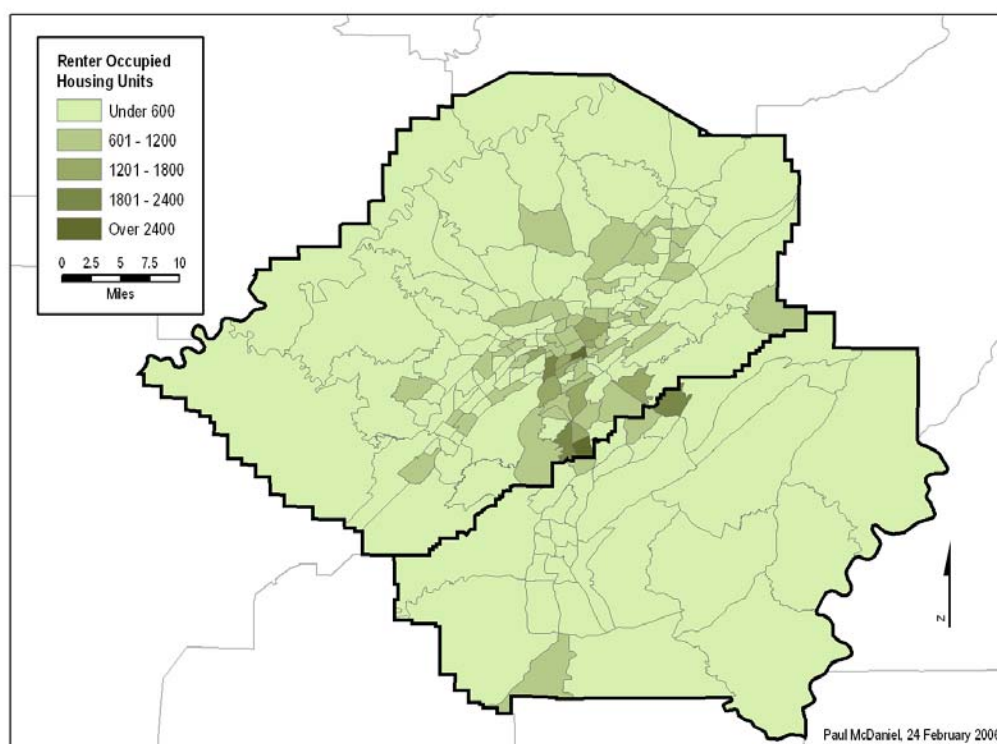 Renter Occupied
Housing Units
Under 600
601 - 1200
1201 - 1800
1801 - 2400
Over 2400
0 2.5 5 7.5 10
Miles
N
Paul McDaniel, 24 February 2006